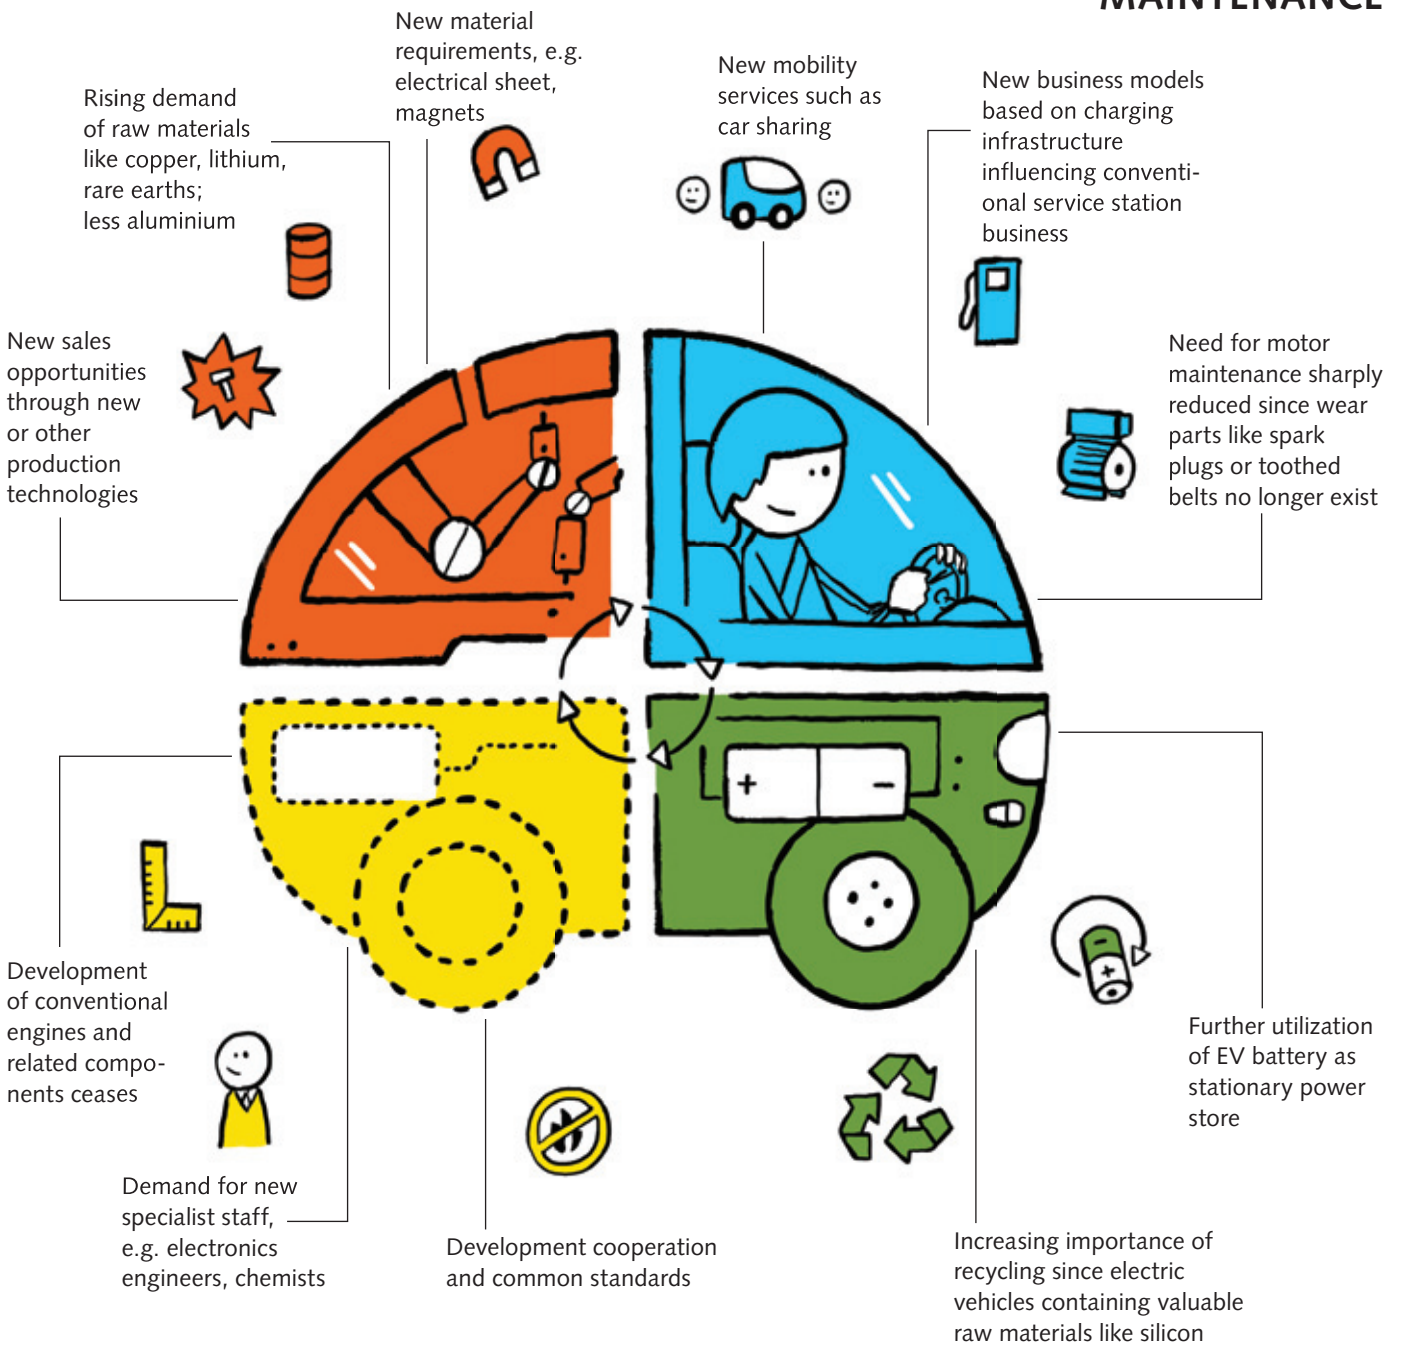 MAINTENANCE
New material
requirements, e.g.
electrical sheet,
magnets
New mobility
services such as
car sharing
New business models
based on charging
infrastructure
influencing conventi-
onal service station
business
Rising demand
of raw materials
like copper, lithium,
rare earths;
less aluminium
New sales
opportunities
through new
or other
production
technologies
Need for motor
maintenance sharply
reduced since wear
parts like spark
plugs or toothed
belts no longer exist
+ −
Development
of conventional
engines and
related compo-
nents ceases
− +
Further utilization
of EV battery as
stationary power
store
Demand for new
specialist staff,
e.g. electronics
engineers, chemists
Development cooperation
and common standards
Increasing importance of
recycling since electric
vehicles containing valuable
raw materials like silicon